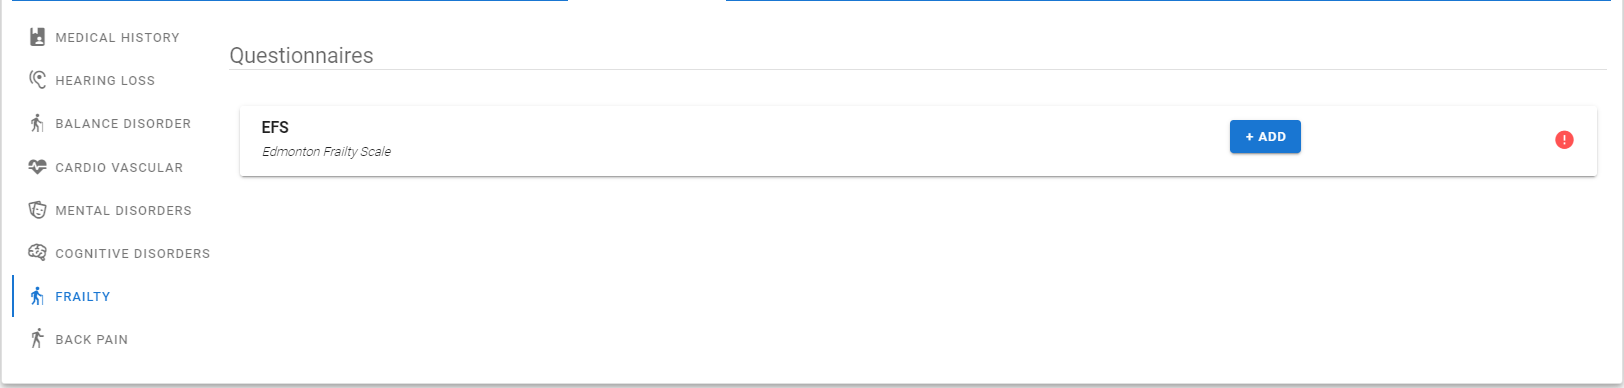 MEDICAL HISTORY
HEARING LOSS
BALANCE DISORDER
CARDIO VASCULAR
MENTAL DISORDERS
COGNITIVE DISORDERS
FRAILTY
BACK PAIN
Questionnaires
EFS
Edmonton Frailty Scale
+ ADD